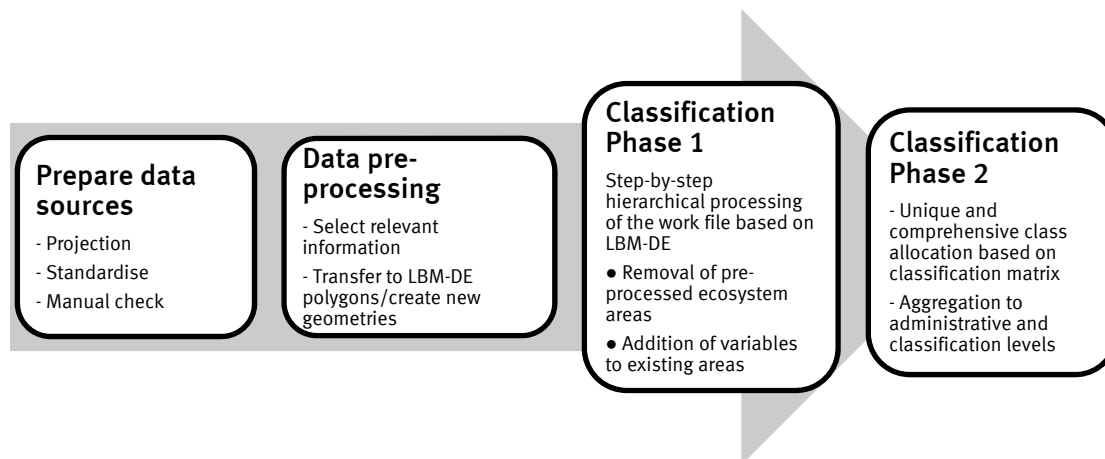 Prepare data
sources
- Projection
- Standardise
- Manual check
Data pre-
processing
- Select relevant
information
- Transfer to LBM-DE
polygons/create new
geometries
Classification
Phase 1
Step-by-step
hierarchical processing
of the work file based on
LBM-DE
● Removal of pre-
processed ecosystem
areas
● Addition of variables
to existing areas
Classification
Phase 2
- Unique and
comprehensive class
allocation based on
classification matrix
- Aggregation to
administrative and
classification levels